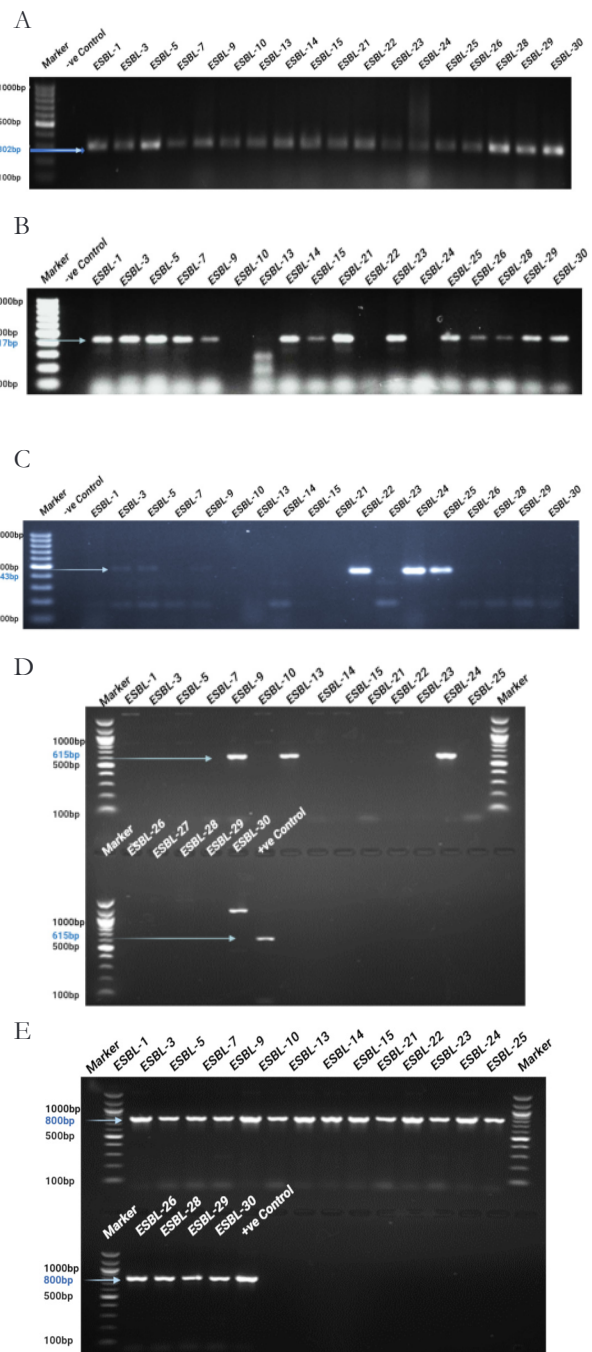 A
Marker -ve Control ESBL-1 ESBL-3 ESBL-5 ESBL-7 ESBL-9 ESBL-10 ESBL-13 ESBL-14 ESBL-15 ESBL-21 ESBL-22 ESBL-23 ESBL-24 ESBL-25 ESBL-26 ESBL-28 ESBL-29 ESBL-30
1000bp
500bp
302bp
100bp
B
Marker -ve Control ESBL-1 ESBL-3 ESBL-5 ESBL-7 ESBL-9 ESBL-10 ESBL-13 ESBL-14 ESBL-15 ESBL-21 ESBL-22 ESBL-23 ESBL-24 ESBL-25 ESBL-26 ESBL-28 ESBL-29 ESBL-30
000bp
00bp
17bp
00bp
C
Marker -ve Control ESBL-1 ESBL-3 ESBL-5 ESBL-7 ESBL-9 ESBL-10 ESBL-13 ESBL-14 ESBL-15 ESBL-21 ESBL-22 ESBL-23 ESBL-24 ESBL-25 ESBL-26 ESBL-28 ESBL-29 ESBL-30
000bp
00bp
43bp
00bp
D
Marker ESBL-1 ESBL-3 ESBL-5 ESBL-7 ESBL-9 ESBL-10 ESBL-13 ESBL-14 ESBL-15 ESBL-21 ESBL-22 ESBL-23 ESBL-24 ESBL-25 Marker
1000bp
615bp
500bp
100bp
Marker ESBL-26 ESBL-27 ESBL-28 ESBL-29 ESBL-30 +ve Control
1000bp
615bp
500bp
100bp
E
Marker ESBL-1 ESBL-3 ESBL-5 ESBL-7 ESBL-9 ESBL-10 ESBL-13 ESBL-14 ESBL-15 ESBL-21 ESBL-22 ESBL-23 ESBL-24 ESBL-25 Marker
1000bp
800bp
500bp
100bp
Marker ESBL-26 ESBL-28 ESBL-29 ESBL-30 +ve Control
1000bp
800bp
500bp
100bp